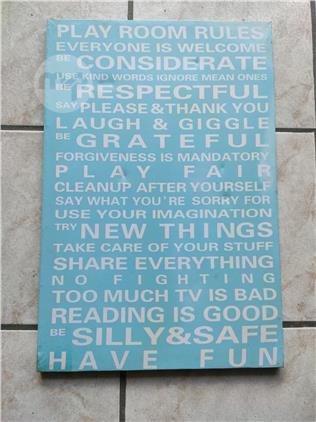 PLAY ROOM RULES
EVERYONE IS WELCOME
BE CONSIDERATE
USE KIND WORDS IGNORE MEAN ONES
BE RESPECTFUL
SAY PLEASE & THANK YOU
LAUGH & GIGGLE
BE GRATEFUL
FORGIVENESS IS MANDATORY
PLAY FAIR
CLEANUP AFTER YOURSELF
SAY WHAT YOU'RE SORRY FOR
USE YOUR IMAGINATION
TRY NEW THINGS
TAKE CARE OF YOUR STUFF
SHARE EVERYTHING
NO FIGHTING
TOO MUCH TV IS BAD
READING IS GOOD
BE SILLY & SAFE
HAVE FUN